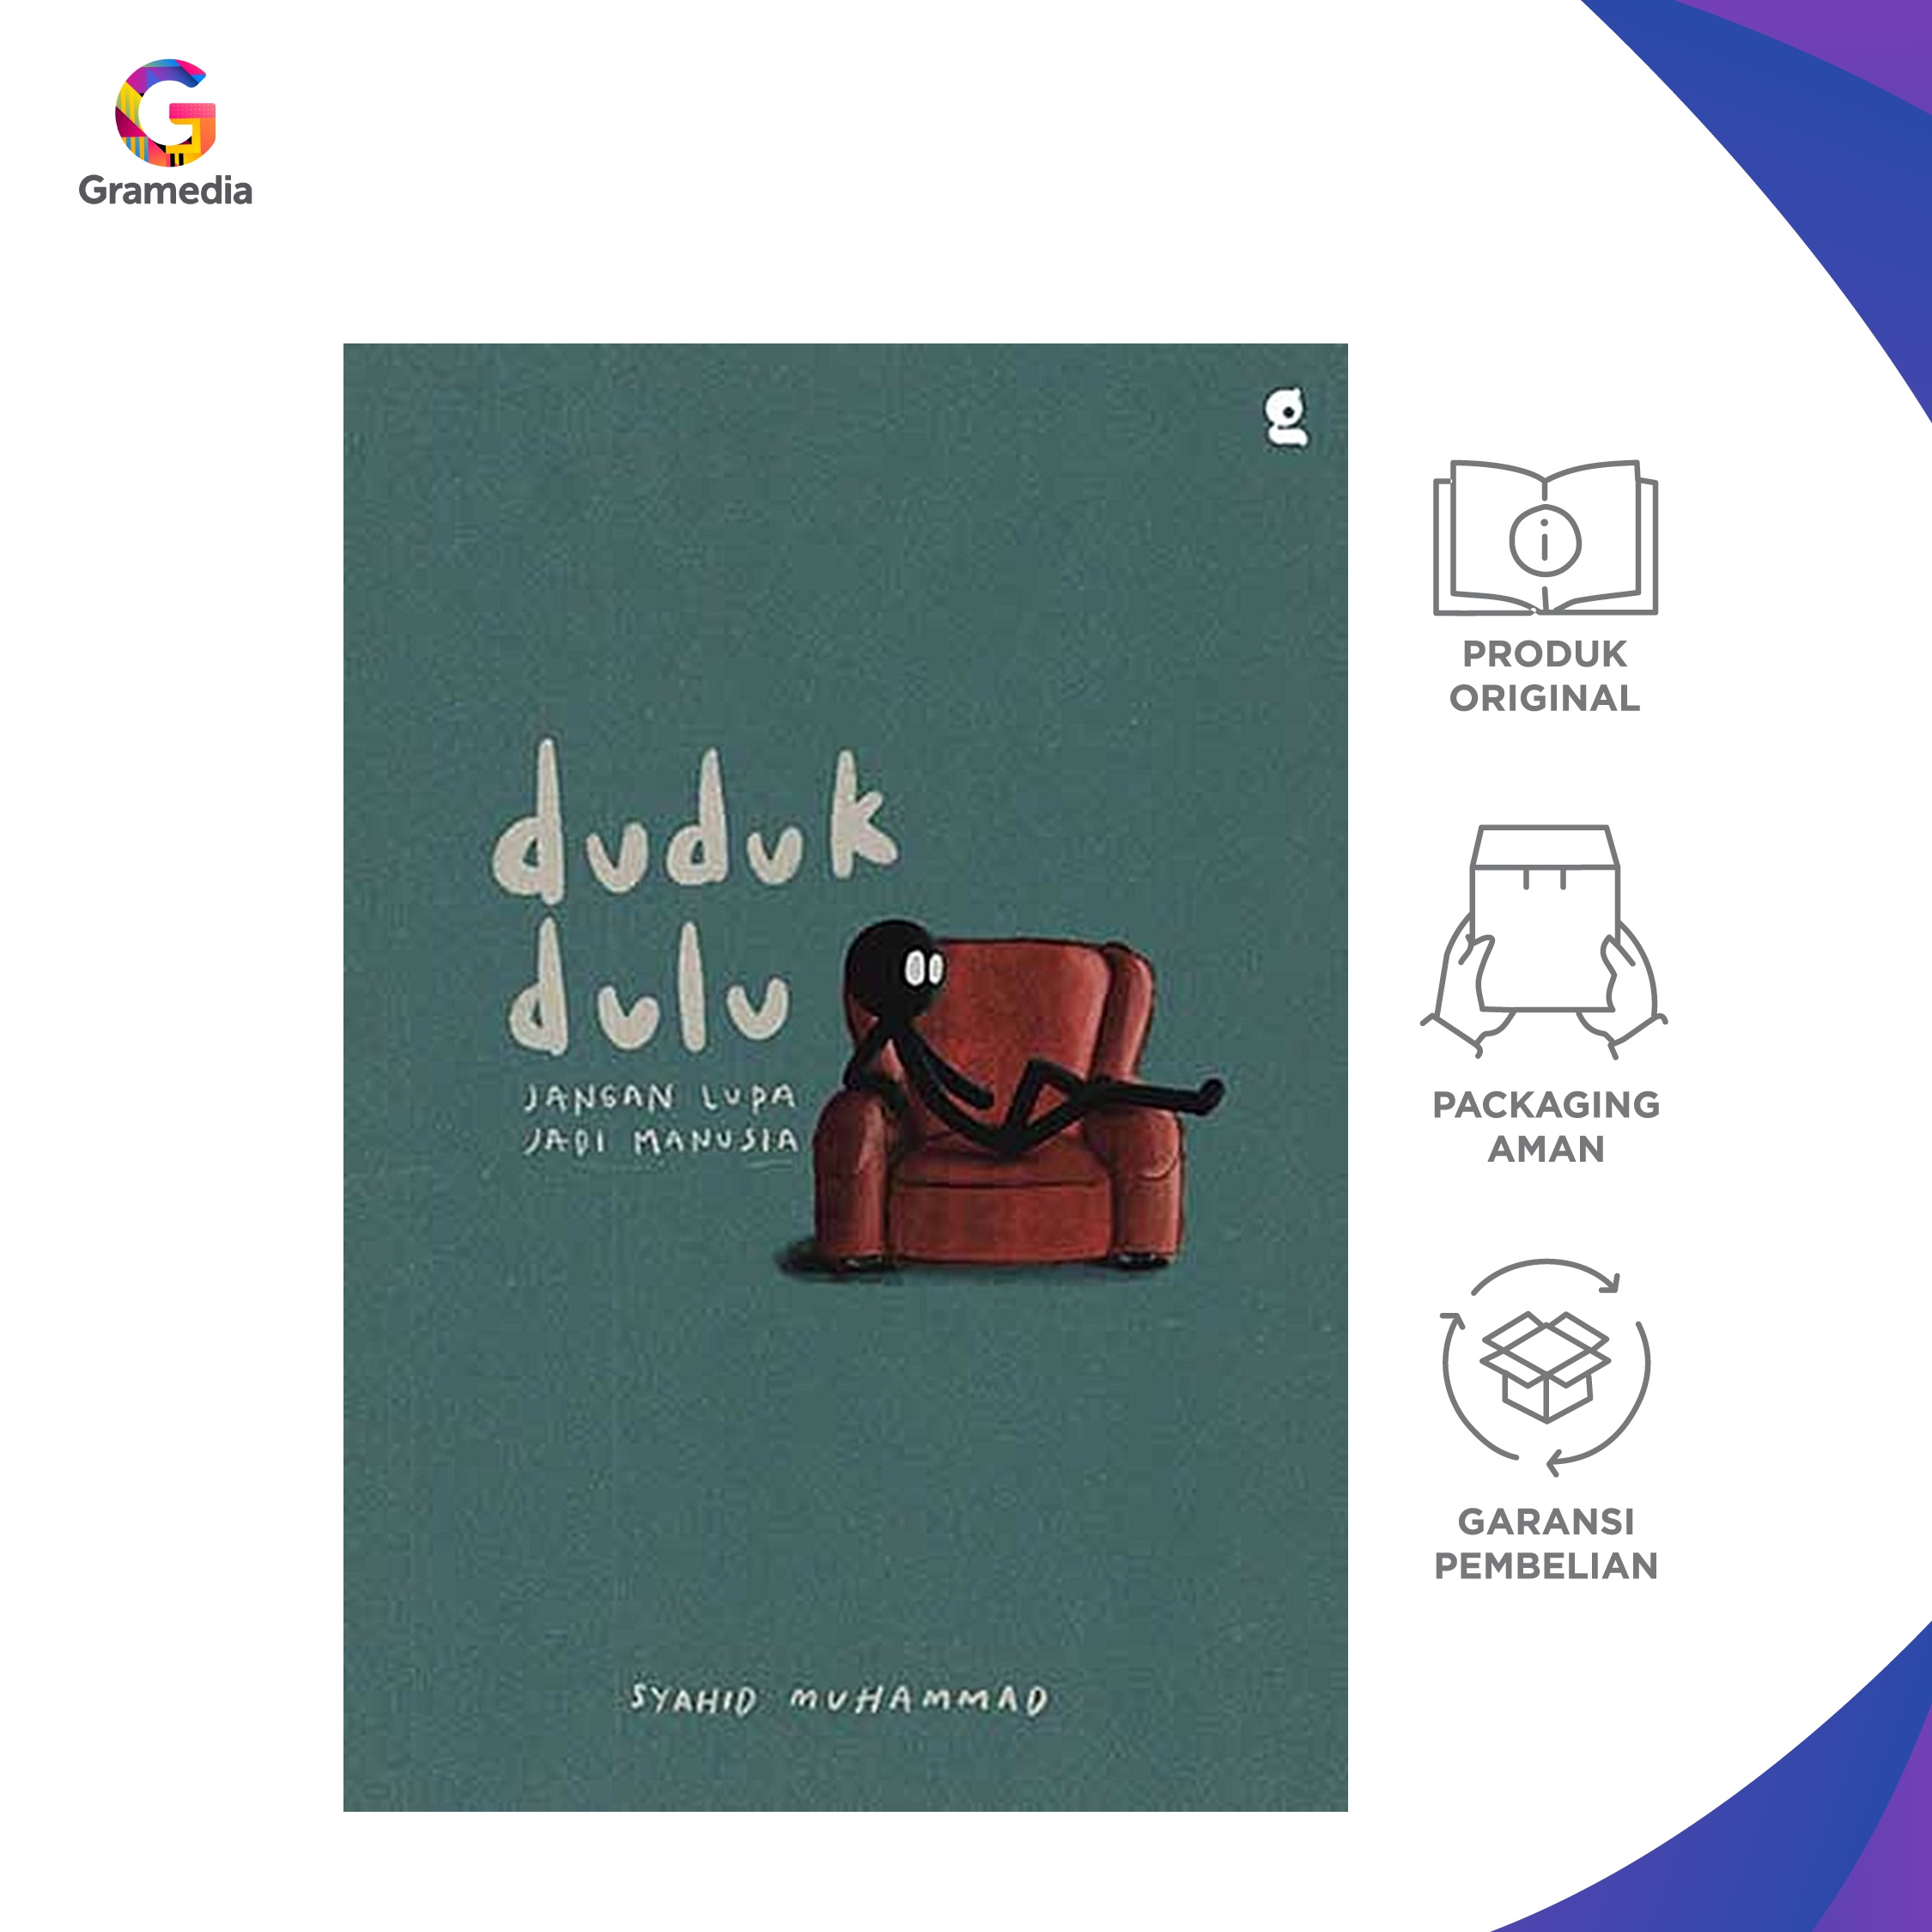 Gramedia
g
duduk
dulu
JANGAN LUPA
JADI MANUSIA
SYAHID MUHAMMAD
PRODUK
ORIGINAL
PACKAGING
AMAN
GARANSI
PEMBELIAN